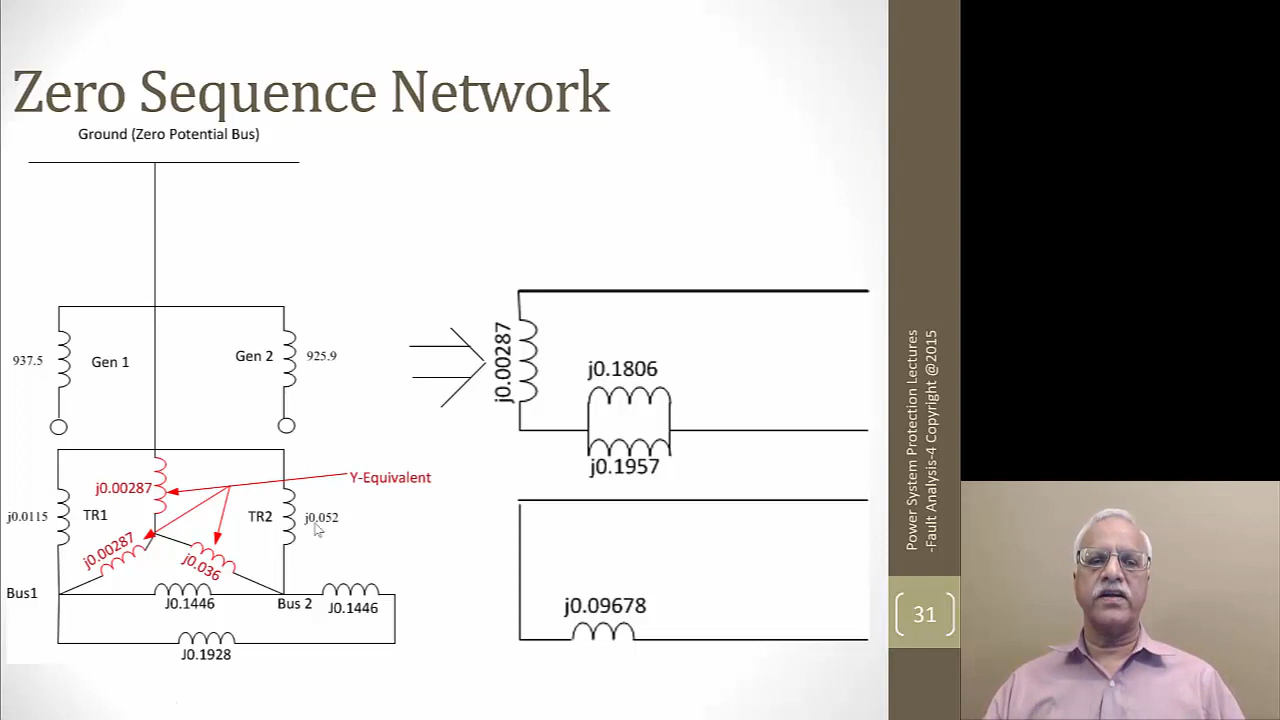 Zero Sequence Network
Ground (Zero Potential Bus)
937.5
Gen 1
Gen 2
925.9
j0.00287
Y-Equivalent
j0.0115
TR1
TR2
j0.052
j0.00287
j0.036
Bus1
J0.1446
Bus 2
J0.1446
J0.1928
j0.00287
j0.1806
j0.1957
j0.09678
Power System Protection Lectures
-Fault Analysis-4 Copyright @2015
31